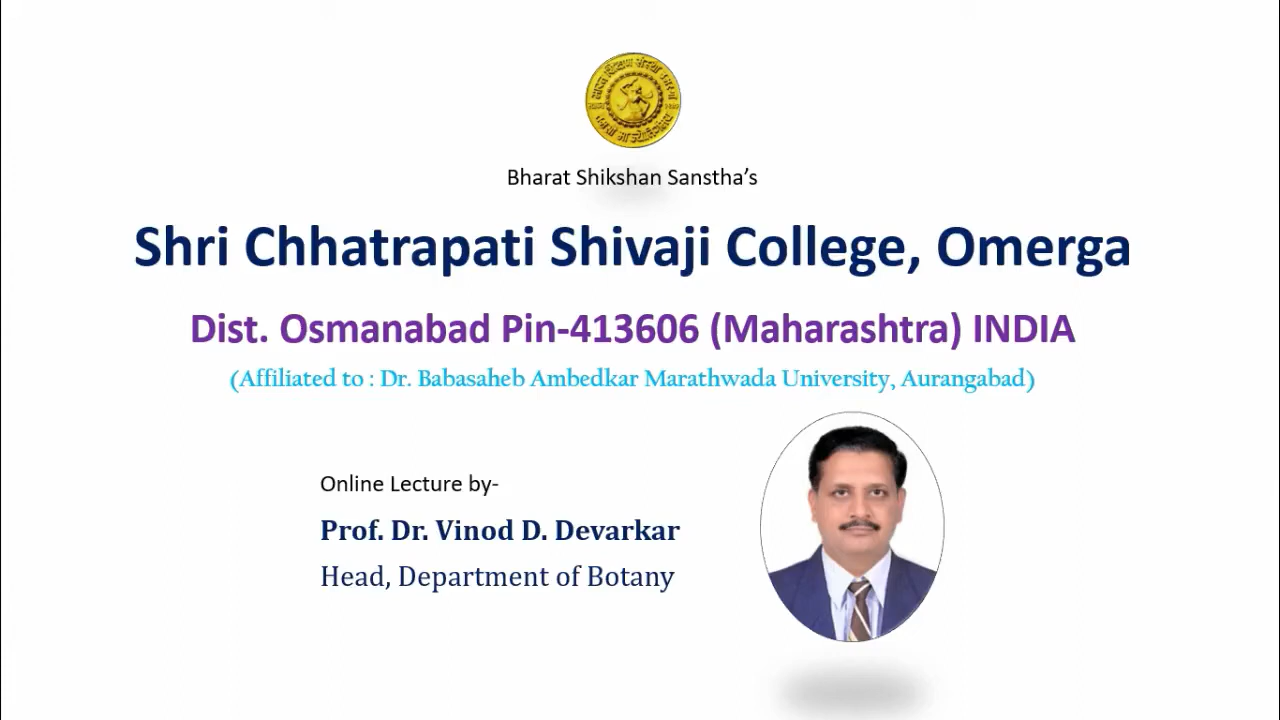 Bharat Shikshan Sanstha's
Shri Chhatrapati Shivaji College, Omerga
Dist. Osmanabad Pin-413606 (Maharashtra) INDIA
(Affiliated to : Dr. Babasaheb Ambedkar Marathwada University, Aurangabad)
Online Lecture by-
Prof. Dr. Vinod D. Devarkar
Head, Department of Botany